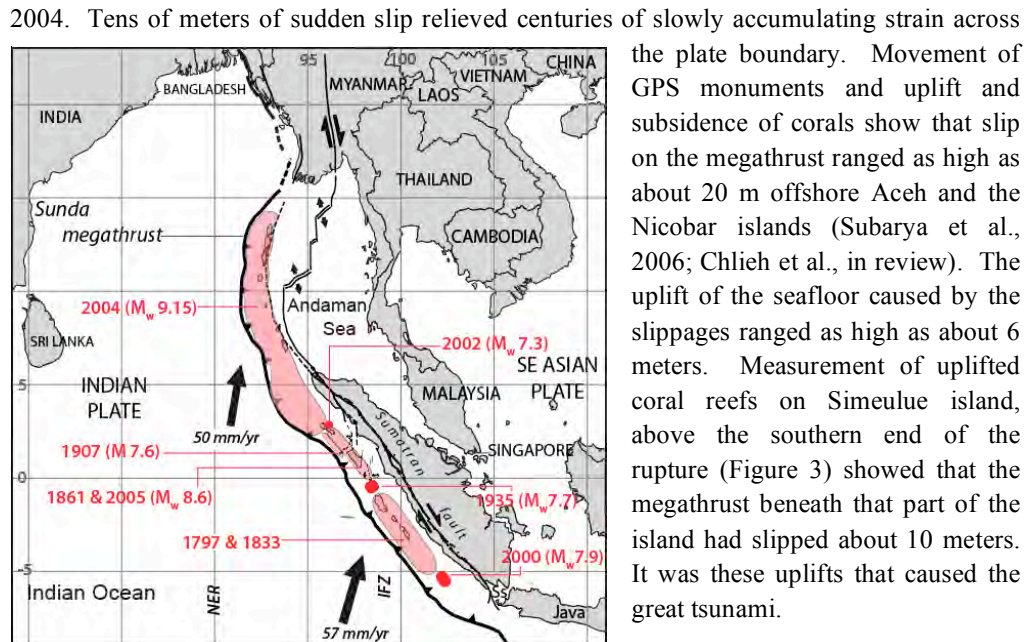 2004. Tens of meters of sudden slip relieved centuries of slowly accumulating strain across
the plate boundary. Movement of
GPS monuments and uplift and
subsidence of corals show that slip
on the megathrust ranged as high as
about 20 m offshore Aceh and the
Nicobar islands (Subarya et al.,
2006; Chlieh et al., in review). The
uplift of the seafloor caused by the
slippages ranged as high as about 6
meters. Measurement of uplifted
coral reefs on Simeulue island,
above the southern end of the
rupture (Figure 3) showed that the
megathrust beneath that part of the
island had slipped about 10 meters.
It was these uplifts that caused the
great tsunami.
95
100
105
CHINA
BANGLADESH
MYANMAR
VIETNAM
LAOS
INDIA
THAILAND
Sunda
megathrust
CAMBODIA
2004 (Mw 9.15)
Andaman
Sea
SRI LANKA
2002 (Mw 7.3)
SE ASIAN
PLATE
INDIAN
PLATE
5
MALAYSIA
50 mm/yr
Sumatran
fault
1907 (M 7.6)
SINGAPORE
0
1861 & 2005 (Mw 8.6)
1935 (Mw 7.7)
1797 & 1833
2000 (Mw 7.9)
-5
Indian Ocean
NER
IFZ
SS
Java
57 mm/yr